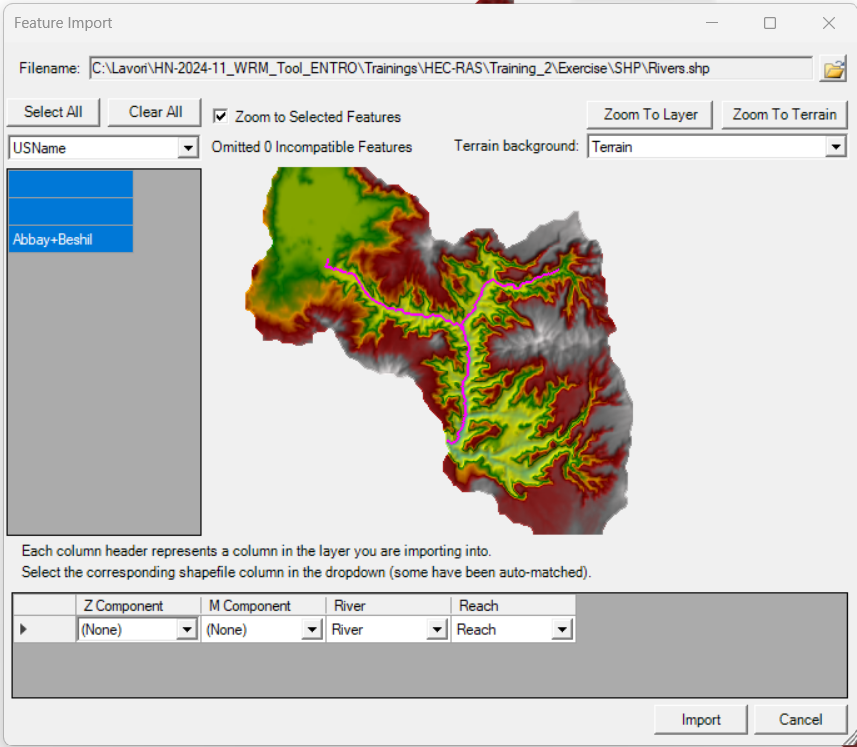 Feature Import
Filename: C:\Lavori\HN-2024-11_WRM_Tool_ENTRO\Trainings\HEC-RAS\Training_2\Exercise\SHP\Rivers.shp
Select All Clear All Zoom to Selected Features Zoom To Layer Zoom To Terrain
USName Omitted 0 Incompatible Features Terrain background: Terrain
Abbay+Beshil
Each column header represents a column in the layer you are importing into.
Select the corresponding shapefile column in the dropdown (some have been auto-matched).
Z Component M Component River Reach
(None) (None) River Reach
Import Cancel